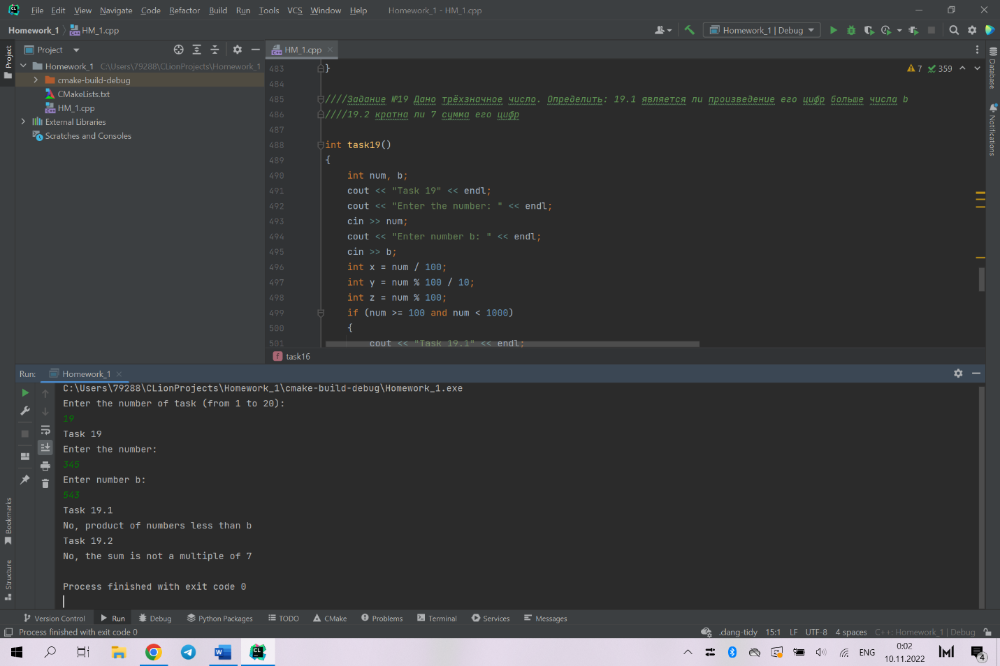 File Edit View Navigate Code Refactor Build Run Tools VCS Window Help Homework_1 - HM_1.cpp
Homework_1 HM_1.cpp Homework_1 | Debug
Project HM_1.cpp
Homework_1 C:\Users\79288\CLionProjects\Homework_1
cmake-build-debug
CMakeLists.txt
HM_1.cpp
External Libraries
Scratches and Consoles
Project
Bookmarks
Structure
Database
Notifications
7 359
483 }
484
485 ////Задание №19 Дано трёхзначное число. Определить: 19.1 является ли произведение его цифр больше числа b
486 ////19.2 кратна ли 7 сумма его цифр
487
488 int task19()
489 {
490 int num, b;
491 cout << "Task 19" << endl;
492 cout << "Enter the number: " << endl;
493 cin >> num;
494 cout << "Enter number b: " << endl;
495 cin >> b;
496 int x = num / 100;
497 int y = num % 100 / 10;
498 int z = num % 100;
499 if (num >= 100 and num < 1000)
500 {
501 cout << "Task 19.1" << endl;
f task16
Run: Homework_1
C:\Users\79288\CLionProjects\Homework_1\cmake-build-debug\Homework_1.exe
Enter the number of task (from 1 to 20):
19
Task 19
Enter the number:
345
Enter number b:
543
Task 19.1
No, product of numbers less than b
Task 19.2
No, the sum is not a multiple of 7
Process finished with exit code 0
Version Control Run Debug Python Packages TODO CMake Problems Terminal Services Messages
Process finished with exit code 0 .clang-tidy 15:1 LF UTF-8 4 spaces C++: Homework_1 | Debug
ENG 0:02
10.11.2022
4